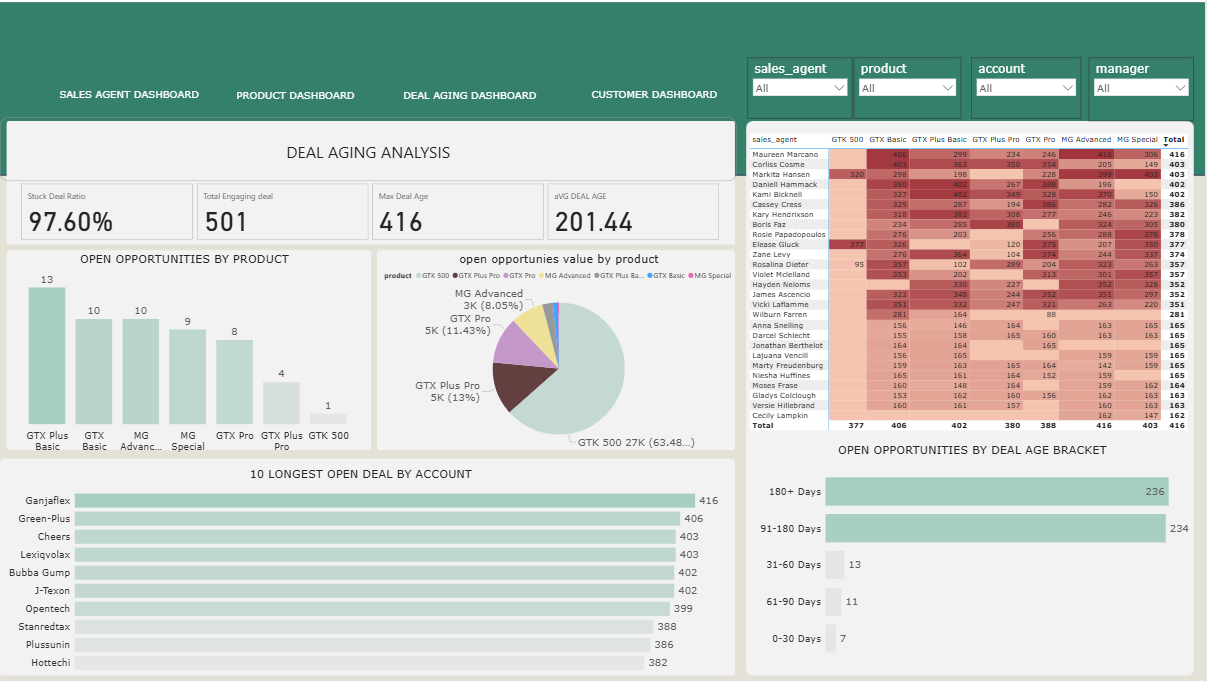 sales_agent
product
account
manager
All
All
All
All
SALES AGENT DASHBOARD
PRODUCT DASHBOARD
DEAL AGING DASHBOARD
CUSTOMER DASHBOARD
DEAL AGING ANALYSIS
Stuck Deal Ratio
97.60%
Total Engaging deal
501
Max Deal Age
416
aVG DEAL AGE
201.44
OPEN OPPORTUNITIES BY PRODUCT
13
10
10
9
8
4
1
GTX Plus Basic
GTX Basic
MG Advanc...
MG Special
GTX Pro
GTX Plus Pro
GTK 500
open opportunies value by product
product GTK 500 GTX Plus Pro GTX Pro MG Advanced GTX Plus Ba... GTX Basic MG Special
MG Advanced
3K (8.05%)
GTX Pro
5K (11.43%)
GTX Plus Pro
5K (13%)
GTK 500 27K (63.48...)
10 LONGEST OPEN DEAL BY ACCOUNT
Ganjaflex 416
Green-Plus 406
Cheers 403
Lexiqvolax 403
Bubba Gump 402
J-Texon 402
Opentech 399
Stanredtax 388
Plussunin 386
Hottechi 382
sales_agent GTK 500 GTX Basic GTX Plus Basic GTX Plus Pro GTX Pro MG Advanced MG Special Total
Maureen Marcano 406 299 234 246 416 306 416
Corliss Cosme 403 363 350 354 205 149 403
Markita Hansen 320 298 198 228 399 403 403
Daniell Hammack 380 402 267 388 196 402
Kami Bicknell 327 402 349 328 370 150 402
Cassey Cress 329 287 194 386 282 326 386
Kary Hendrixson 318 382 308 277 246 223 382
Boris Faz 234 285 380 324 305 380
Rosie Papadopoulos 276 203 256 288 378 378
Elease Gluck 377 326 120 375 207 350 377
Zane Levy 276 364 104 374 244 337 374
Rosalina Dieter 95 357 102 289 204 323 263 357
Violet Mclelland 353 202 313 301 357 357
Hayden Neloms 330 227 352 328 352
James Ascencio 322 348 244 352 351 297 352
Vicki Laflamme 351 332 247 321 263 220 351
Wilburn Farren 281 164 88 281
Anna Snelling 156 146 164 163 165 165
Darcel Schlecht 155 158 165 160 163 163 165
Jonathan Berthelot 164 164 165 165
Lajuana Vencill 156 165 159 159 165
Marty Freudenburg 159 163 165 164 142 159 165
Niesha Huffines 165 161 164 152 159 165
Moses Frase 160 148 164 159 162 164
Gladys Colclough 153 162 160 156 162 163 163
Versie Hillebrand 160 161 157 160 163 163
Cecily Lampkin 162 147 162
Total 377 406 402 380 388 416 403 416
OPEN OPPORTUNITIES BY DEAL AGE BRACKET
180+ Days 236
91-180 Days 234
31-60 Days 13
61-90 Days 11
0-30 Days 7